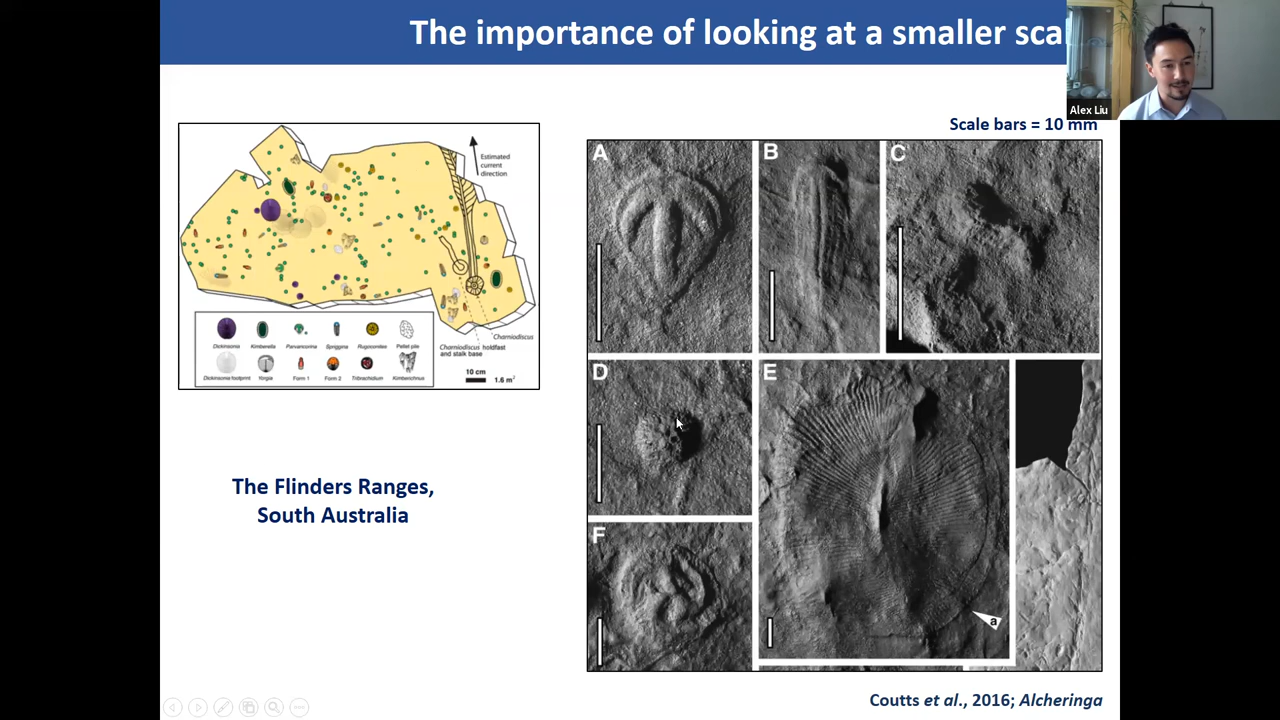 The importance of looking at a smaller sca
Alex Liu
Scale bars = 10 mm
Estimated
current
direction
Charniodiscus
Charniodiscus holdfast
and stalk base
Dickinsonia
Kimberella
Parvancorina
Spriggina
Rugoconites
Pellet pile
Dickinsonia footprint
Yorgia
Form 1
Form 2
Tribrachidium
Kimberichnus
10 cm
1.6 m²
A
B
C
D
E
F
a
The Flinders Ranges,
South Australia
Coutts et al., 2016; Alcheringa